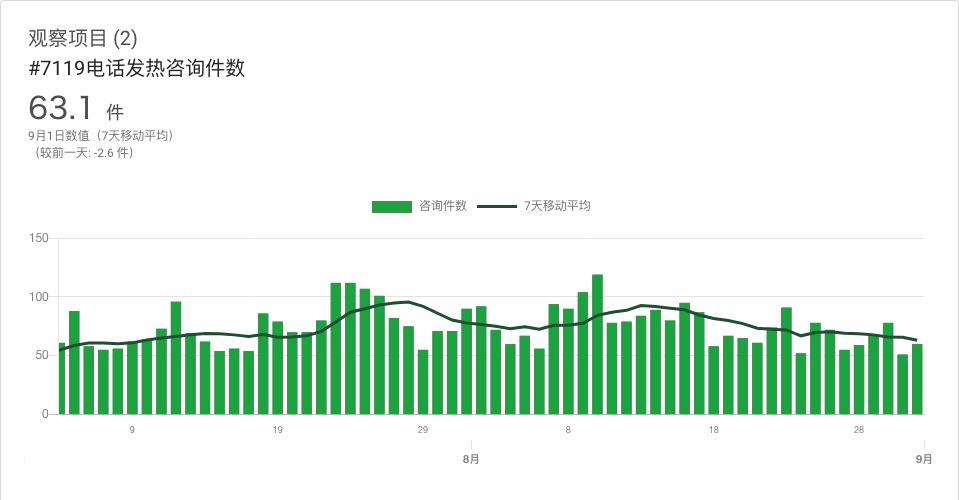 观察项目 (2)
#7119电话发热咨询件数
63.1 件
9月1日数值（7天移动平均）
（较前一天: -2.6 件）
咨询件数 7天移动平均
150
100
50
0
9 19 29 8 18 28
8月 9月